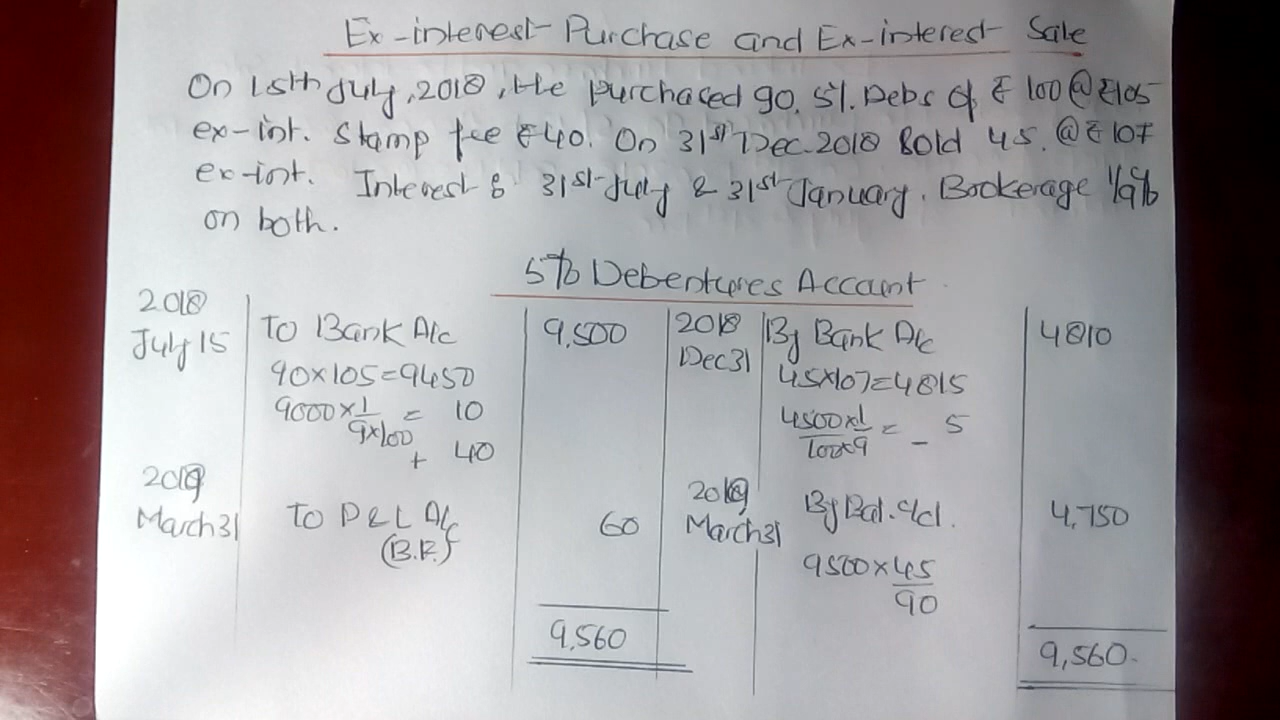 Ex-interest Purchase and Ex-interest Sale
On 15th July, 2018, He purchased 90, 5% Debs of ₹ 100 @ ₹105
ex-int. Stamp fee ₹40. On 31st Dec. 2018 Sold 45. @ ₹107
ex-int. Interest : 31st July & 31st January. Brokerage 1/9%
on both.
5% Debentures Account
2018
July 15
To Bank A/c
90×105=9450
9000×1/9×100 = 10
+ 40
9,500
2018
Dec 31
By Bank A/c
45×107=4815
4500×1/100×9 = - 5
4810
2019
March 31
To P&L A/c
(B.F.)
60
2019
March 31
By Bal. c/d.
9500×45/90
4,750
9,560
9,560.